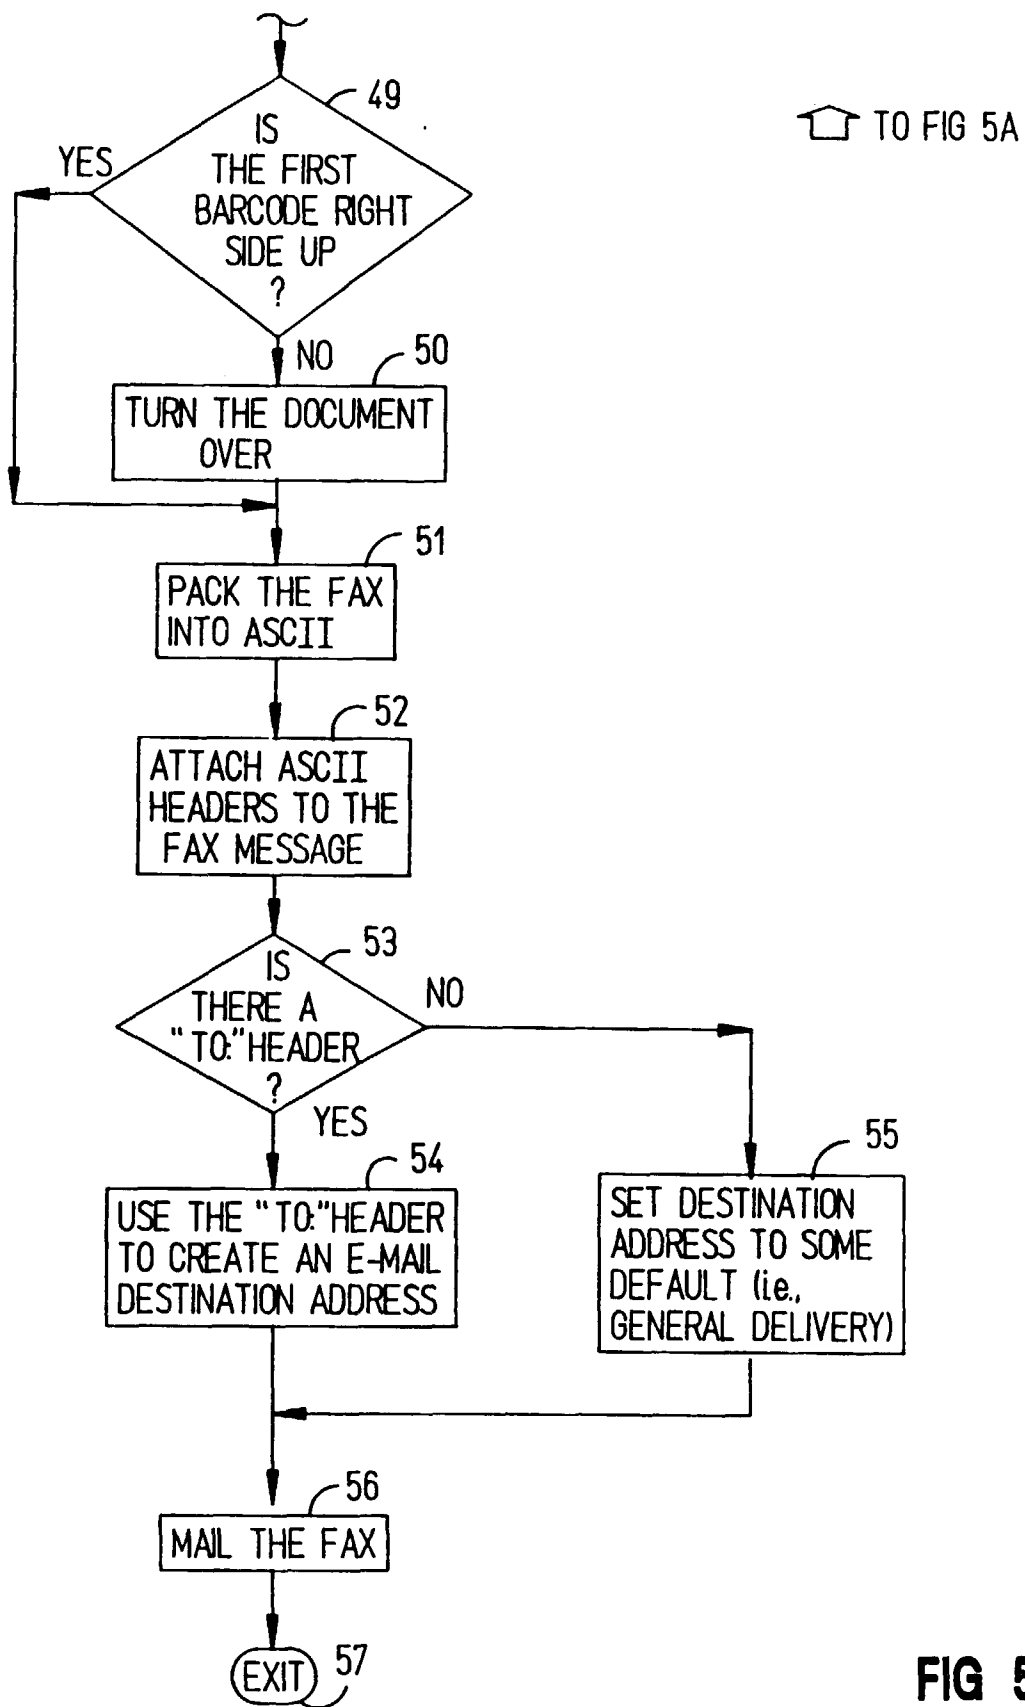 49
TO FIG 5A
YES
IS
THE FIRST
BARCODE RIGHT
SIDE UP
?
NO
50
TURN THE DOCUMENT
OVER
51
PACK THE FAX
INTO ASCII
52
ATTACH ASCII
HEADERS TO THE
FAX MESSAGE
53
IS
THERE A
"TO:"HEADER
?
NO
YES
54
USE THE "TO:"HEADER
TO CREATE AN E-MAIL
DESTINATION ADDRESS
55
SET DESTINATION
ADDRESS TO SOME
DEFAULT (i.e.,
GENERAL DELIVERY)
56
MAIL THE FAX
EXIT
57
FIG 5